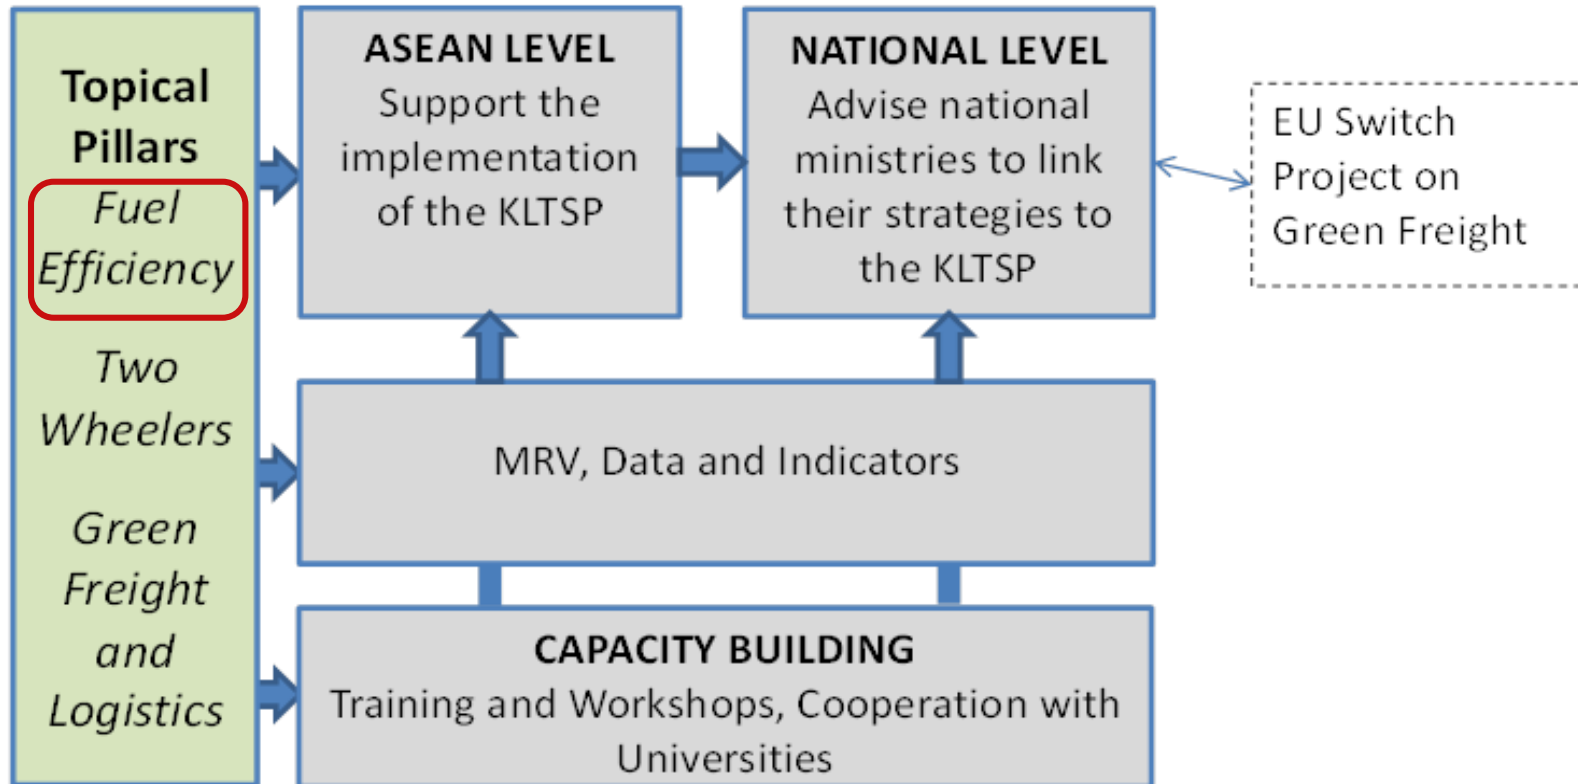 Topical
Pillars
Fuel
Efficiency
Two
Wheelers
Green
Freight
and
Logistics
ASEAN LEVEL
Support the
implementation
of the KLTSP
NATIONAL LEVEL
Advise national
ministries to link
their strategies to
the KLTSP
EU Switch
Project on
Green Freight
MRV, Data and Indicators
CAPACITY BUILDING
Training and Workshops, Cooperation with
Universities